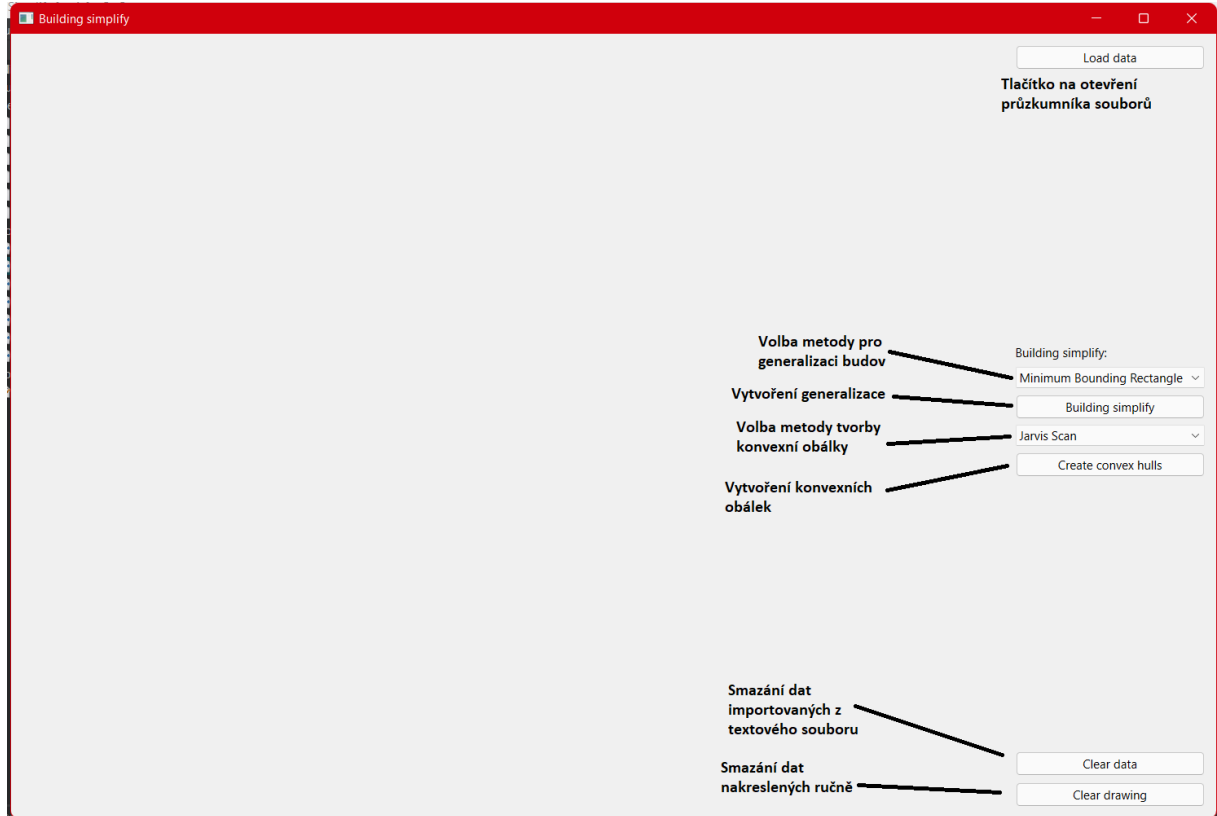 Building simplify
Load data
Tlačítko na otevření
průzkumníka souborů
Volba metody pro
generalizaci budov
Building simplify:
Minimum Bounding Rectangle
Vytvoření generalizace
Building simplify
Volba metody tvorby
konvexní obálky
Jarvis Scan
Create convex hulls
Vytvoření konvexních
obálek
Smazání dat
importovaných z
textového souboru
Clear data
Smazání dat
nakreslených ručně
Clear drawing